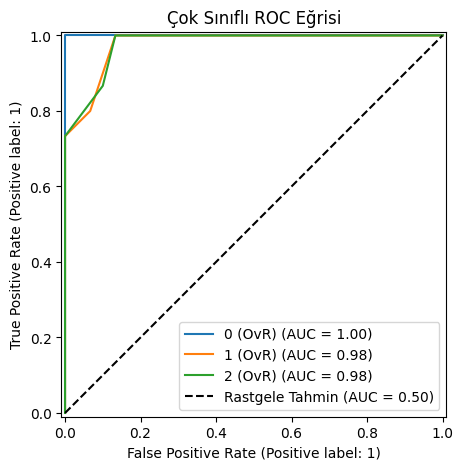 Çok Sınıflı ROC Eğrisi
True Positive Rate (Positive label: 1)
1.0
0.8
0.6
0.4
0.2
0.0
0 (OvR) (AUC = 1.00)
1 (OvR) (AUC = 0.98)
2 (OvR) (AUC = 0.98)
Rastgele Tahmin (AUC = 0.50)
0.0 0.2 0.4 0.6 0.8 1.0
False Positive Rate (Positive label: 1)